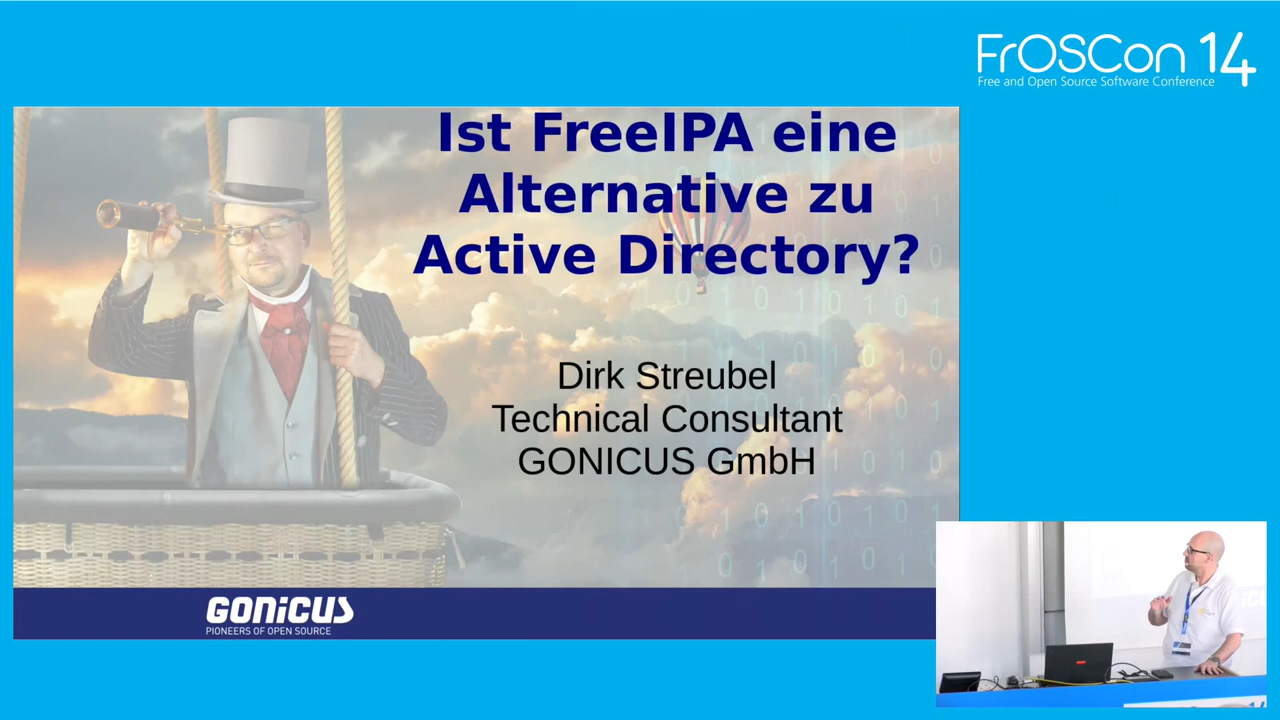 FrOSCon 14
Free and Open Source Software Conference
Ist FreeIPA eine
Alternative zu
Active Directory?
Dirk Streubel
Technical Consultant
GONICUS GmbH
GONICUS
PIONEERS OF OPEN SOURCE